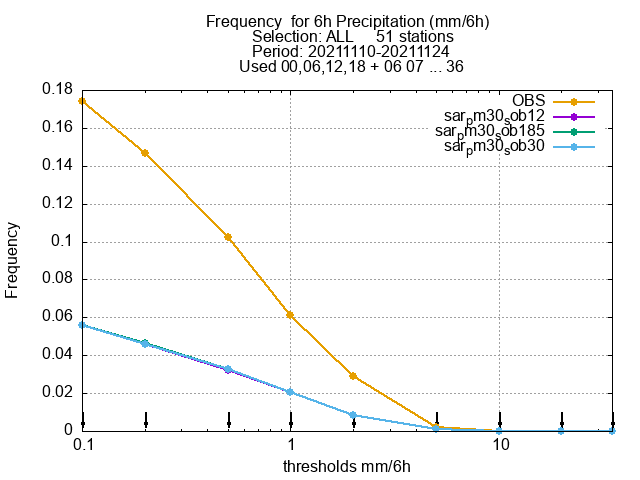 Frequency  for 6h Precipitation (mm/6h)
Selection: ALL     51 stations
Period: 20211110-20211124
Used 00,06,12,18 + 06 07 ... 36
OBS
sarpm30sob12
sarpm30sob185
sarpm30sob30
0.18
0.16
0.14
0.12
0.1
0.08
0.06
0.04
0.02
0
Frequency
0.1 1 10
thresholds mm/6h